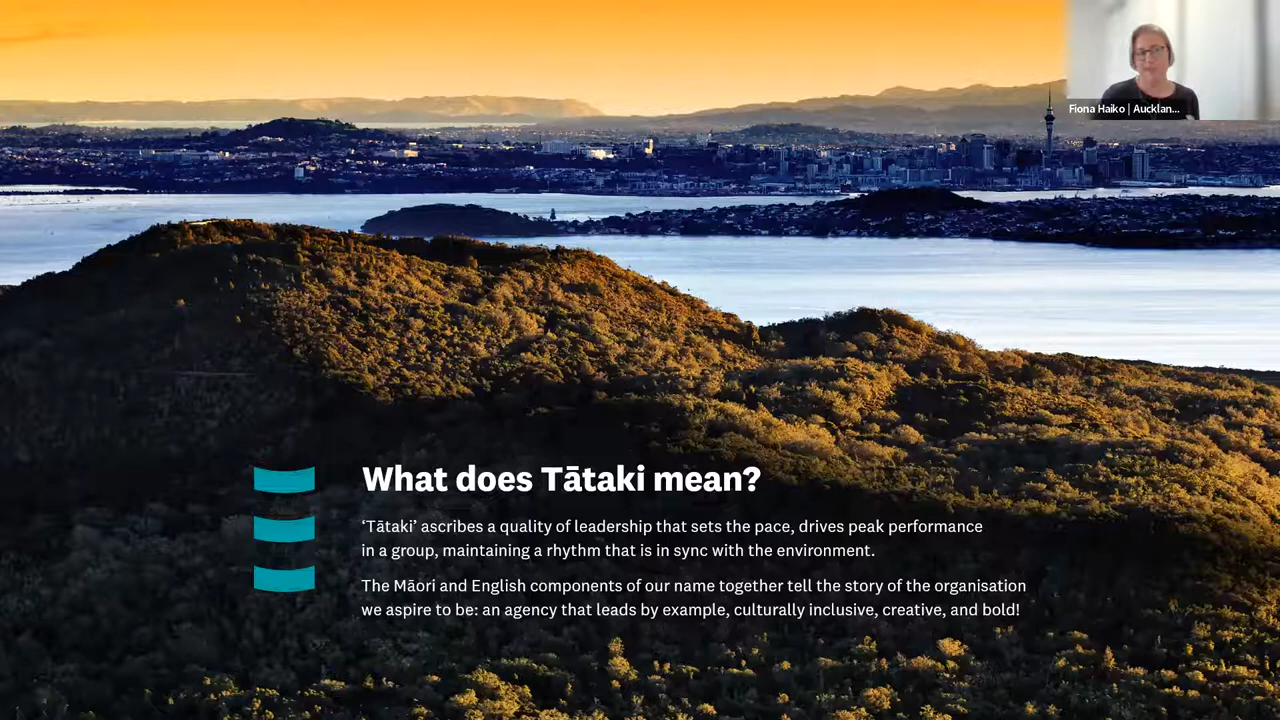 Fiona Haiko | Aucklan...
What does Tātaki mean?
‘Tātaki’ ascribes a quality of leadership that sets the pace, drives peak performance
in a group, maintaining a rhythm that is in sync with the environment.
The Māori and English components of our name together tell the story of the organisation
we aspire to be: an agency that leads by example, culturally inclusive, creative, and bold!